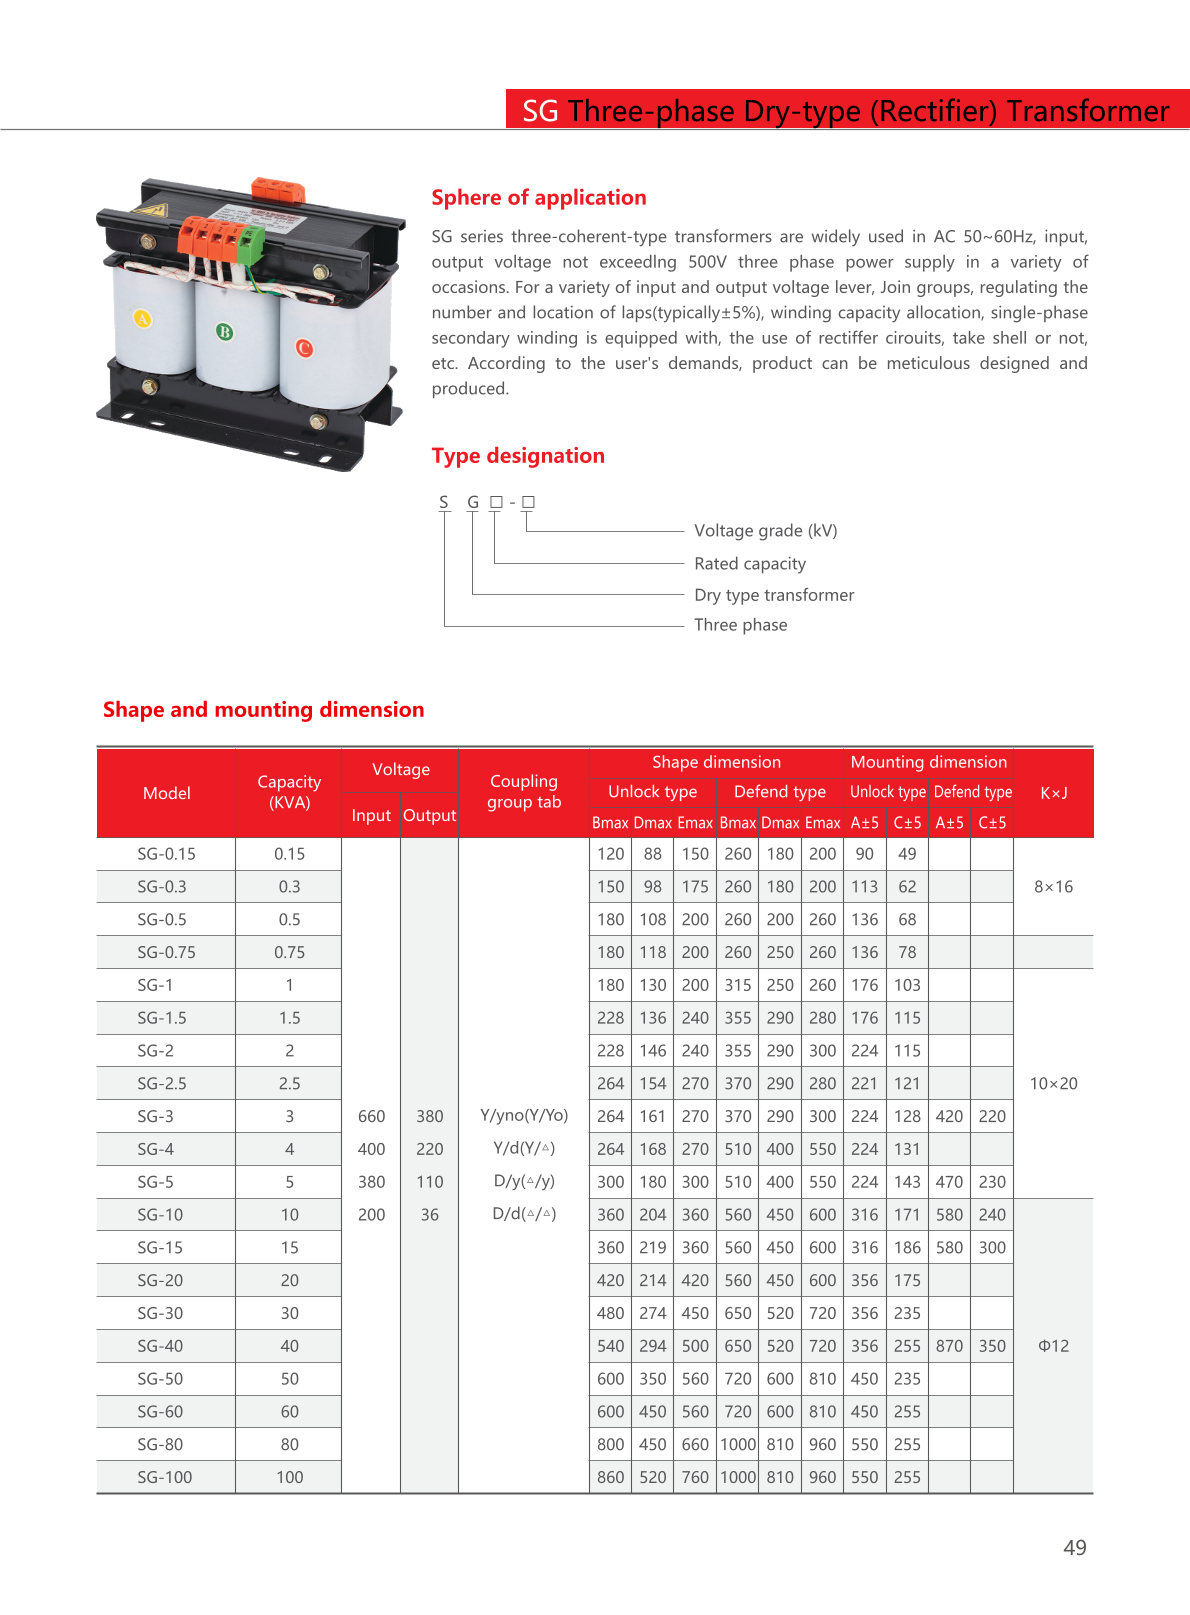 SG Three-phase Dry-type (Rectifier) Transformer
Sphere of application
SG series three-coherent-type transformers are widely used in AC 50~60Hz, input,
output voltage not exceedlng 500V three phase power supply in a variety of
occasions. For a variety of input and output voltage lever, Join groups, regulating the
number and location of laps(typically±5%), winding capacity allocation, single-phase
secondary winding is equipped with, the use of rectiffer cirouits, take shell or not,
etc. According to the user's demands, product can be meticulous designed and
produced.
A
B
C
Type designation
S G □ - □
Voltage grade (kV)
Rated capacity
Dry type transformer
Three phase
Shape and mounting dimension
Model Capacity (KVA) Voltage Coupling group tab Shape dimension Mounting dimension K×J
Input Output Unlock type Defend type Unlock type Defend type
Bmax Dmax Emax Bmax Dmax Emax A±5 C±5 A±5 C±5
SG-0.15 0.15 120 88 150 260 180 200 90 49
SG-0.3 0.3 150 98 175 260 180 200 113 62 8×16
SG-0.5 0.5 180 108 200 260 200 260 136 68
SG-0.75 0.75 180 118 200 260 250 260 136 78
SG-1 1 180 130 200 315 250 260 176 103
SG-1.5 1.5 228 136 240 355 290 280 176 115
SG-2 2 228 146 240 355 290 300 224 115
SG-2.5 2.5 264 154 270 370 290 280 221 121 10×20
SG-3 3 660 380 Y/yno(Y/Yo) 264 161 270 370 290 300 224 128 420 220
SG-4 4 400 220 Y/d(Y/△) 264 168 270 510 400 550 224 131
SG-5 5 380 110 D/y(△/y) 300 180 300 510 400 550 224 143 470 230
SG-10 10 200 36 D/d(△/△) 360 204 360 560 450 600 316 171 580 240
SG-15 15 360 219 360 560 450 600 316 186 580 300
SG-20 20 420 214 420 560 450 600 356 175
SG-30 30 480 274 450 650 520 720 356 235
SG-40 40 540 294 500 650 520 720 356 255 870 350 Φ12
SG-50 50 600 350 560 720 600 810 450 235
SG-60 60 600 450 560 720 600 810 450 255
SG-80 80 800 450 660 1000 810 960 550 255
SG-100 100 860 520 760 1000 810 960 550 255
49